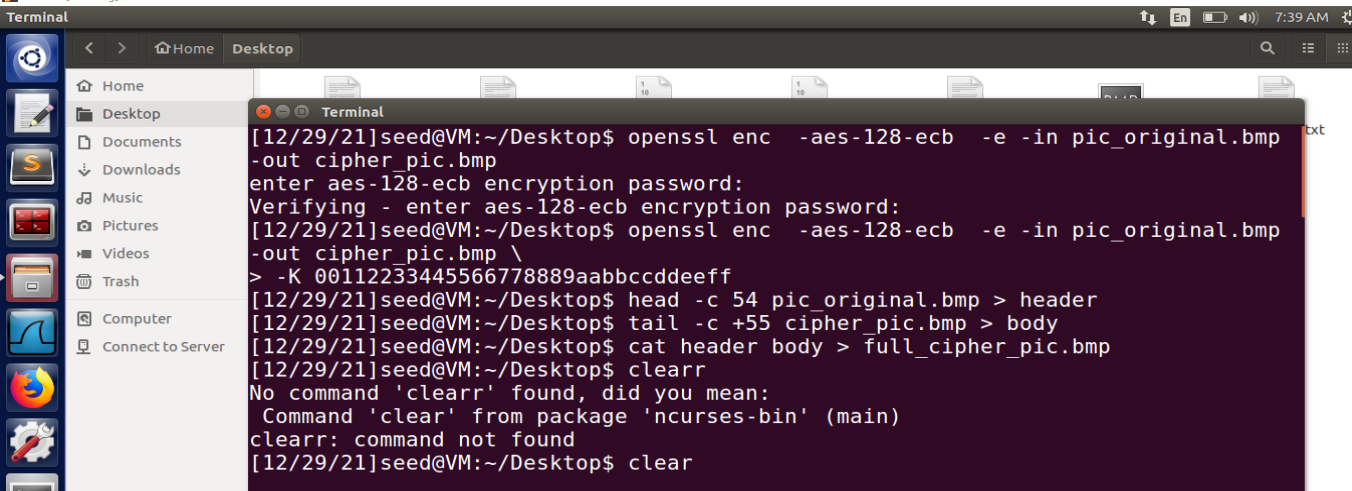 Terminal
En
7:39 AM
Home Desktop
Home
Desktop
Documents
Downloads
Music
Pictures
Videos
Trash
Computer
Connect to Server
txt
Terminal
[12/29/21]seed@VM:~/Desktop$ openssl enc  -aes-128-ecb  -e -in pic_original.bmp
-out cipher_pic.bmp
enter aes-128-ecb encryption password:
Verifying - enter aes-128-ecb encryption password:
[12/29/21]seed@VM:~/Desktop$ openssl enc  -aes-128-ecb  -e -in pic_original.bmp
-out cipher_pic.bmp \
> -K 00112233445566778889aabbccddeeff
[12/29/21]seed@VM:~/Desktop$ head -c 54 pic_original.bmp > header
[12/29/21]seed@VM:~/Desktop$ tail -c +55 cipher_pic.bmp > body
[12/29/21]seed@VM:~/Desktop$ cat header body > full_cipher_pic.bmp
[12/29/21]seed@VM:~/Desktop$ clearr
No command 'clearr' found, did you mean:
 Command 'clear' from package 'ncurses-bin' (main)
clearr: command not found
[12/29/21]seed@VM:~/Desktop$ clear